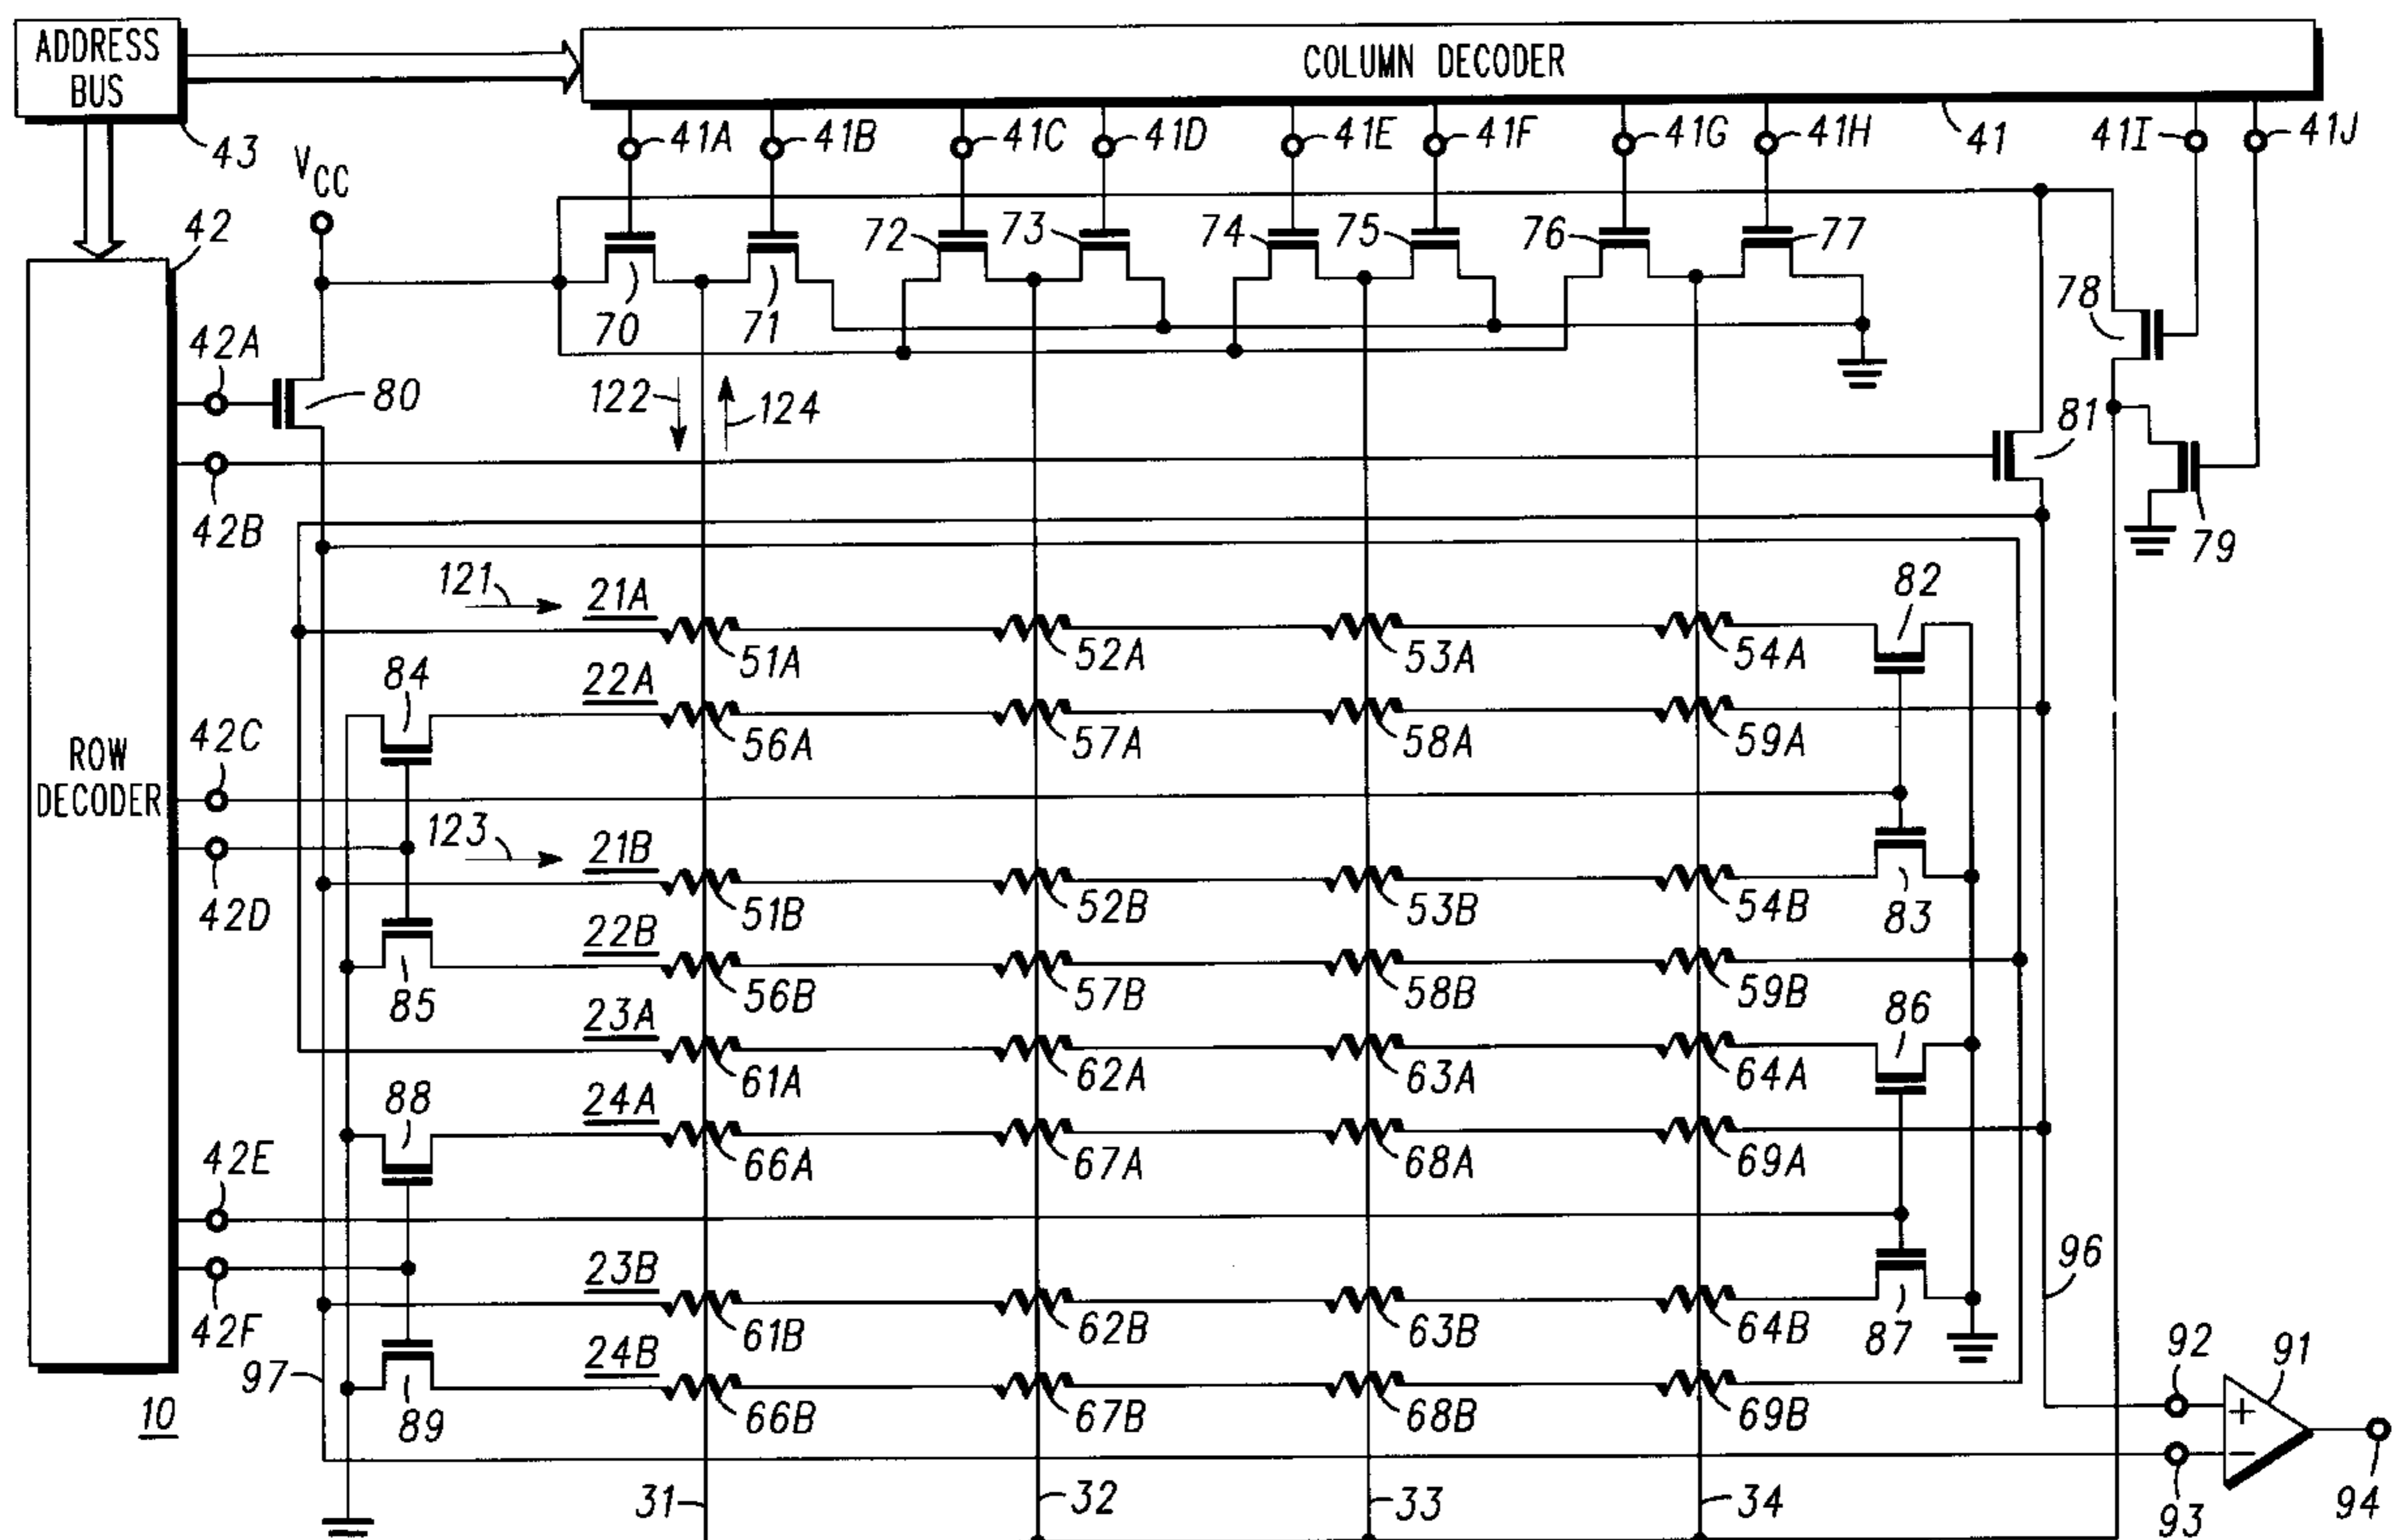 ADDRESS
BUS
COLUMN DECODER
43
41A
41B
41C
41D
41E
41F
41G
41H
41
41I
41J
VCC
42
72
73
74
75
76
77
78
70
71
42A
80
122
124
81
42B
79
121
21A
82
51A
52A
53A
54A
84
22A
42C
56A
57A
58A
59A
ROW
DECODER
123
21B
42D
51B
52B
53B
54B
83
22B
85
56B
57B
58B
59B
23A
86
61A
62A
63A
64A
88
24A
42E
66A
67A
68A
69A
96
23B
42F
61B
62B
63B
64B
87
92
91
97
24B
+
10
89
66B
67B
68B
69B
−
31
32
33
34
93
94